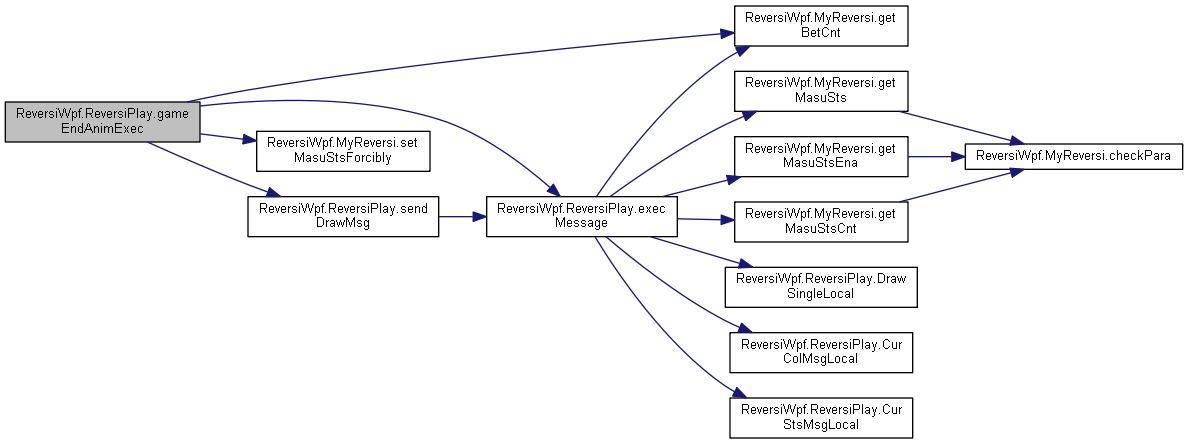 ReversiWpf.ReversiPlay.game
EndAnimExec
ReversiWpf.MyReversi.set
MasuStsForcibly
ReversiWpf.ReversiPlay.send
DrawMsg
ReversiWpf.ReversiPlay.exec
Message
ReversiWpf.MyReversi.get
BetCnt
ReversiWpf.MyReversi.get
MasuSts
ReversiWpf.MyReversi.get
MasuStsEna
ReversiWpf.MyReversi.get
MasuStsCnt
ReversiWpf.ReversiPlay.Draw
SingleLocal
ReversiWpf.ReversiPlay.Cur
ColMsgLocal
ReversiWpf.ReversiPlay.Cur
StsMsgLocal
ReversiWpf.MyReversi.checkPara